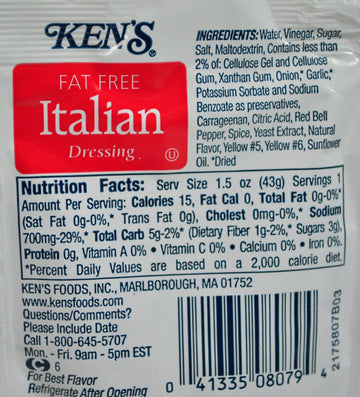 KEN'S®
FAT FREE
Italian
Dressing
U
INGREDIENTS: Water, Vinegar, Sugar,
Salt, Maltodextrin, Contains less than
2% of: Cellulose Gel and Cellulose
Gum, Xanthan Gum, Onion,* Garlic,*
Potassium Sorbate and Sodium
Benzoate as preservatives,
Carrageenan, Citric Acid, Red Bell
Pepper, Spice, Yeast Extract, Natural
Flavor, Yellow #5, Yellow #6, Sunflower
Oil. *Dried
Nutrition Facts: Serv Size 1.5 oz (43g) Servings 1
Amount Per Serving: Calories 15, Fat Cal 0, Total Fat 0g-0%*
(Sat Fat 0g-0%,* Trans Fat 0g), Cholest 0mg-0%,* Sodium
700mg-29%,* Total Carb 5g-2%* (Dietary Fiber 1g-2%,* Sugars 3g),
Protein 0g, Vitamin A 0% • Vitamin C 0% • Calcium 0% • Iron 0%.
*Percent Daily Values are based on a 2,000 calorie diet.
KEN'S FOODS, INC., MARLBOROUGH, MA 01752
www.kensfoods.com
Questions/Comments?
Please Include Date
Call 1-800-645-5707
Mon. - Fri. 9am - 5pm EST
C 6
For Best Flavor
Refrigerate After Opening
0 41335 08079 4
2175807B03